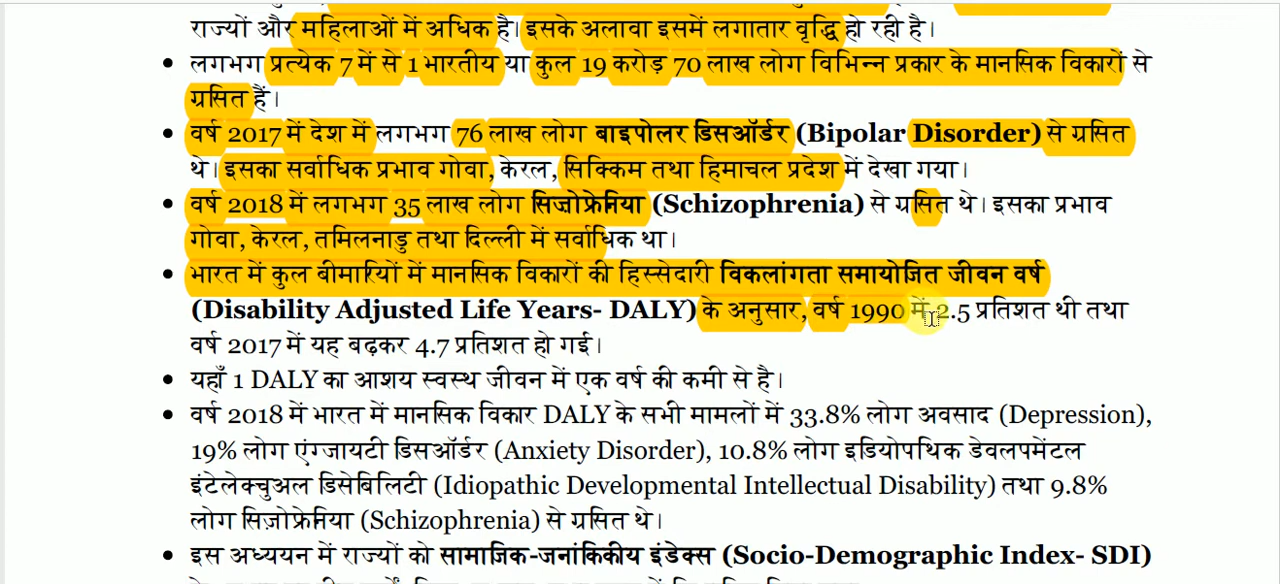 राज्यों और महिलाओं में अधिक है। इसके अलावा इसमें लगातार वृद्धि हो रही है।
• लगभग प्रत्येक 7 में से 1 भारतीय या कुल 19 करोड़ 70 लाख लोग विभिन्न प्रकार के मानसिक विकारों से
ग्रसित हैं।
• वर्ष 2017 में देश में लगभग 76 लाख लोग बाइपोलर डिसऑर्डर (Bipolar Disorder) से ग्रसित
थे। इसका सर्वाधिक प्रभाव गोवा, केरल, सिक्किम तथा हिमाचल प्रदेश में देखा गया।
• वर्ष 2018 में लगभग 35 लाख लोग सिज़ोफ्रेनिया (Schizophrenia) से ग्रसित थे। इसका प्रभाव
गोवा, केरल, तमिलनाडु तथा दिल्ली में सर्वाधिक था।
• भारत में कुल बीमारियों में मानसिक विकारों की हिस्सेदारी विकलांगता समायोजित जीवन वर्ष
(Disability Adjusted Life Years- DALY) के अनुसार, वर्ष 1990 में 2.5 प्रतिशत थी तथा
वर्ष 2017 में यह बढ़कर 4.7 प्रतिशत हो गई।
• यहाँ 1 DALY का आशय स्वस्थ जीवन में एक वर्ष की कमी से है।
• वर्ष 2018 में भारत में मानसिक विकार DALY के सभी मामलों में 33.8% लोग अवसाद (Depression),
19% लोग एंग्जायटी डिसऑर्डर (Anxiety Disorder), 10.8% लोग इडियोपथिक डेवलपमेंटल
इंटेलेक्चुअल डिसेबिलिटी (Idiopathic Developmental Intellectual Disability) तथा 9.8%
लोग सिज़ोफ्रेनिया (Schizophrenia) से ग्रसित थे।
• इस अध्ययन में राज्यों को सामाजिक-जनांकिकीय इंडेक्स (Socio-Demographic Index- SDI)